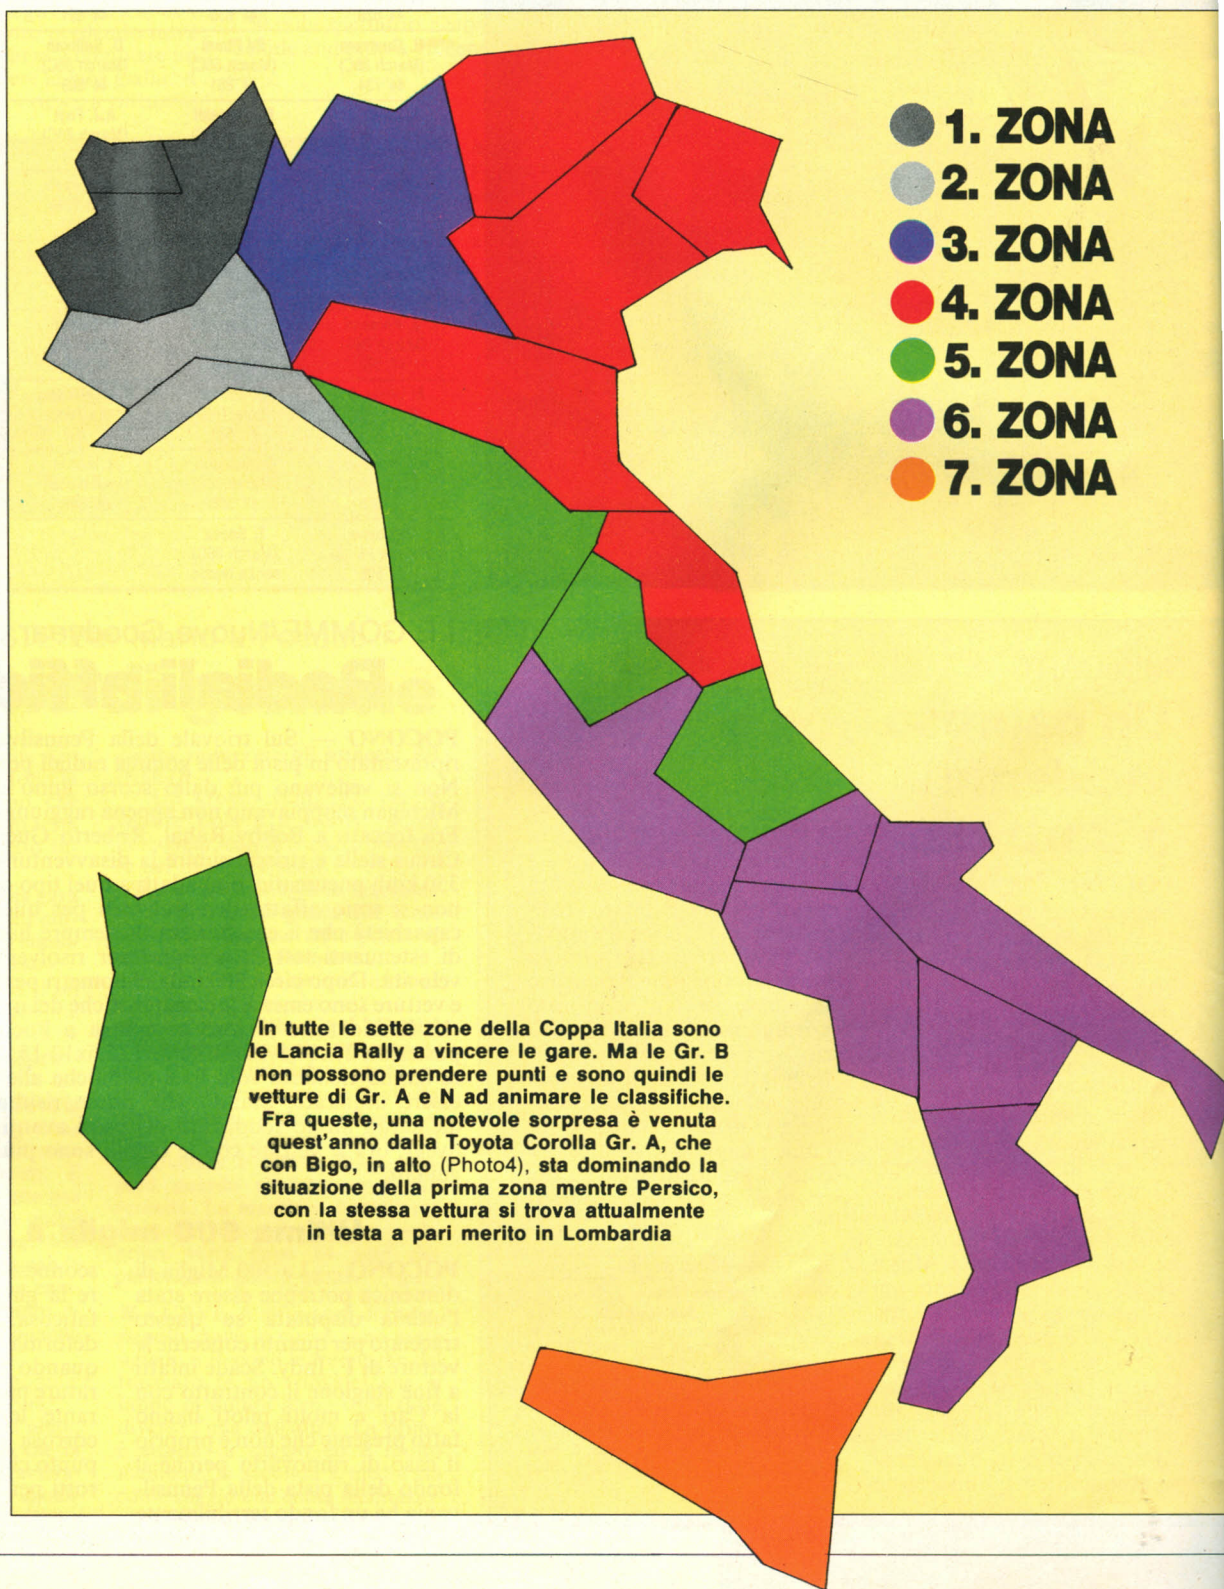 1. ZONA
2. ZONA
3. ZONA
4. ZONA
5. ZONA
6. ZONA
7. ZONA
In tutte le sette zone della Coppa Italia sono
le Lancia Rally a vincere le gare. Ma le Gr. B
non possono prendere punti e sono quindi le
vetture di Gr. A e N ad animare le classifiche.
Fra queste, una notevole sorpresa è venuta
quest'anno dalla Toyota Corolla Gr. A, che
con Bigo, in alto (Photo4), sta dominando la
situazione della prima zona mentre Persico,
con la stessa vettura si trova attualmente
in testa a pari merito in Lombardia